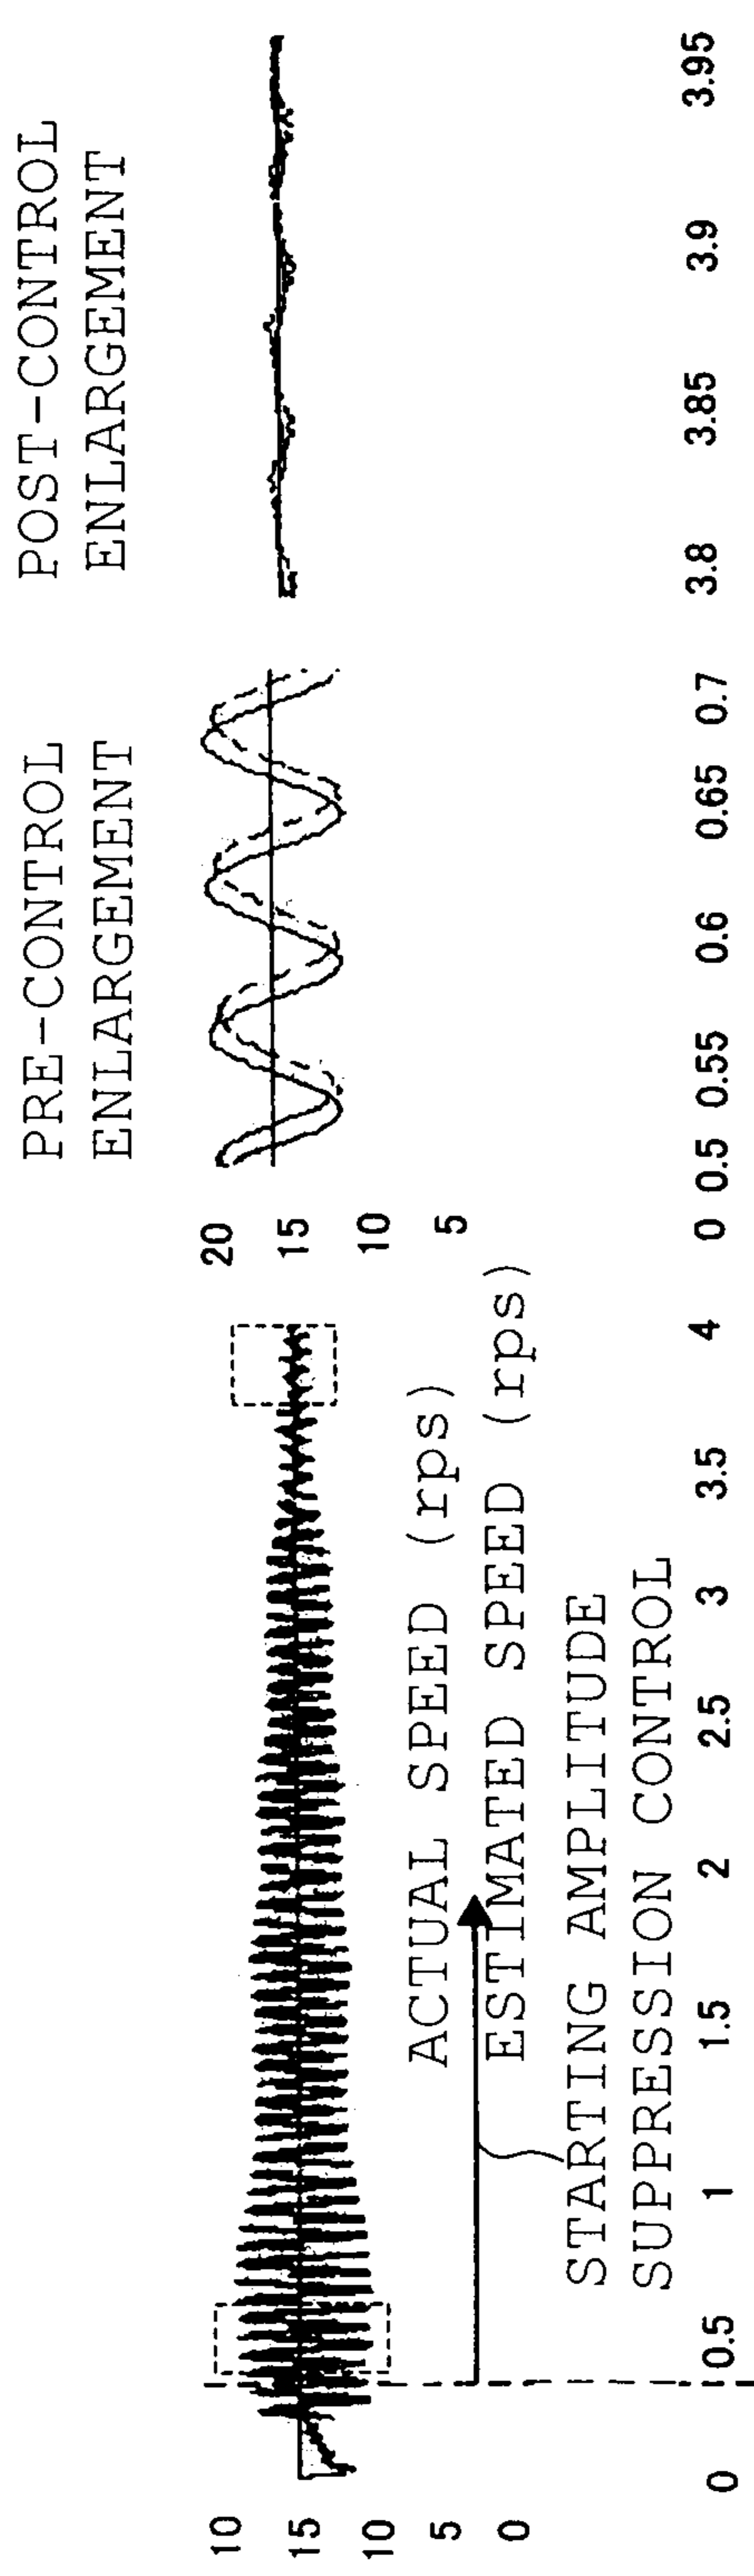 PRE-CONTROL
ENLARGEMENT
POST-CONTROL
ENLARGEMENT
10
15
10
5
0
20
15
10
5
ACTUAL SPEED (rps)
ESTIMATED SPEED (rps)
STARTING AMPLITUDE
SUPPRESSION CONTROL
0 0.5 1 1.5 2 2.5 3 3.5 4
0 0.5 0.55 0.6 0.65 0.7
3.8 3.85 3.9 3.95